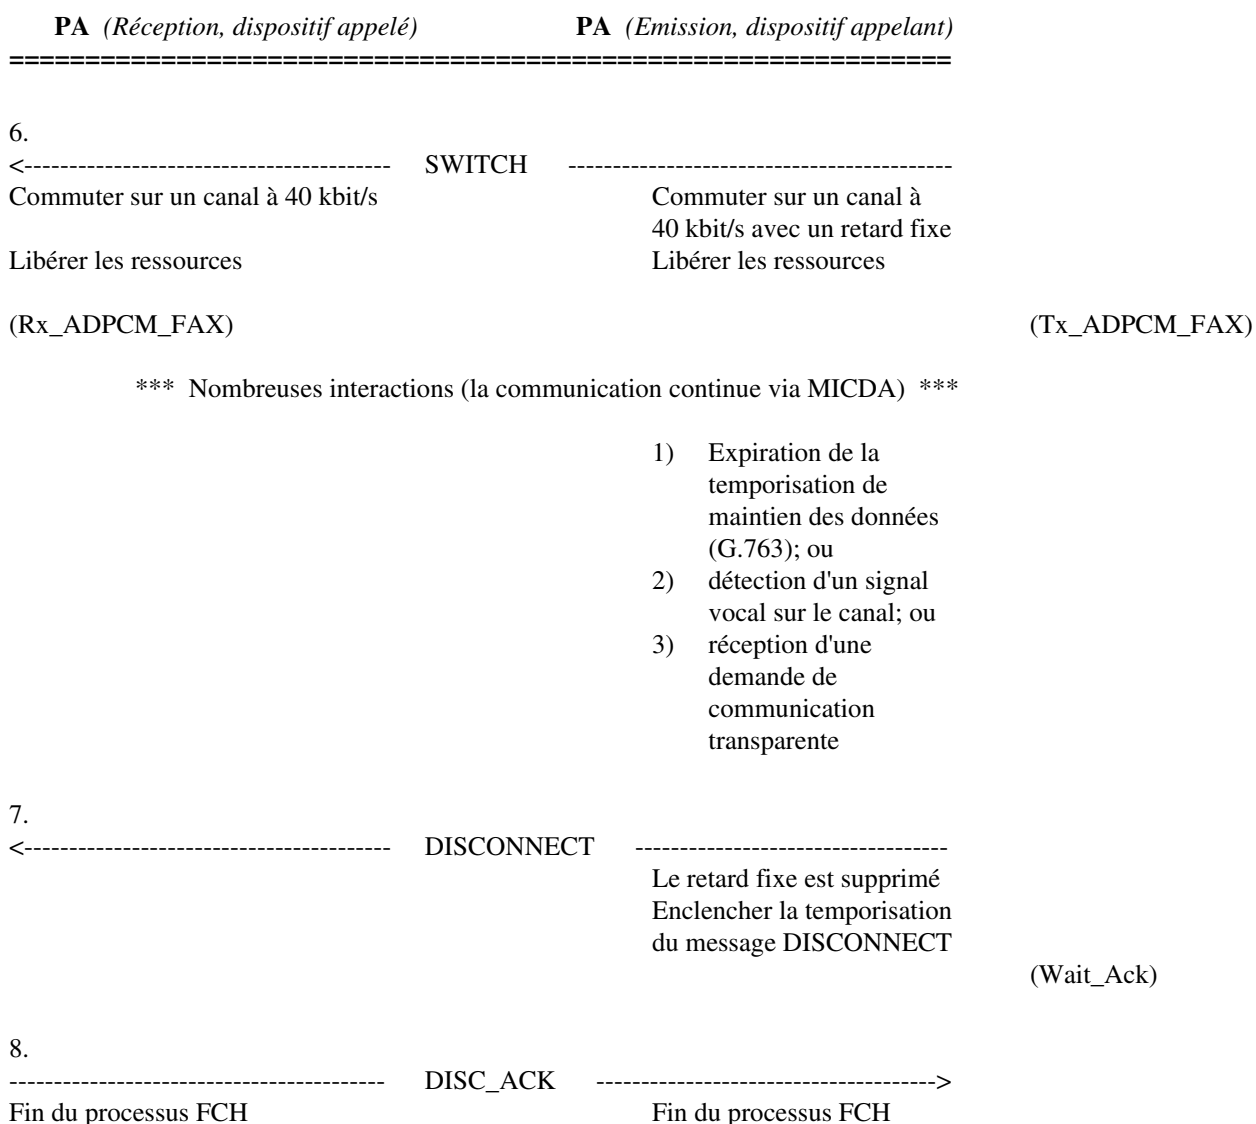 PA (Réception, dispositif appelé) PA (Emission, dispositif appelant)
==============================================================
6.
<----------------------------------------- SWITCH -------------------------------------------
Commuter sur un canal à 40 kbit/s Commuter sur un canal à
40 kbit/s avec un retard fixe
Libérer les ressources Libérer les ressources
(Rx_ADPCM_FAX) (Tx_ADPCM_FAX)
*** Nombreuses interactions (la communication continue via MICDA) ***
1) Expiration de la
temporisation de
maintien des données
(G.763); ou
2) détection d'un signal
vocal sur le canal; ou
3) réception d'une
demande de
communication
transparente
7.
<----------------------------------------- DISCONNECT -----------------------------------
Le retard fixe est supprimé
Enclencher la temporisation
du message DISCONNECT
(Wait_Ack)
8.
------------------------------------------ DISC_ACK -------------------------------------->
Fin du processus FCH Fin du processus FCH